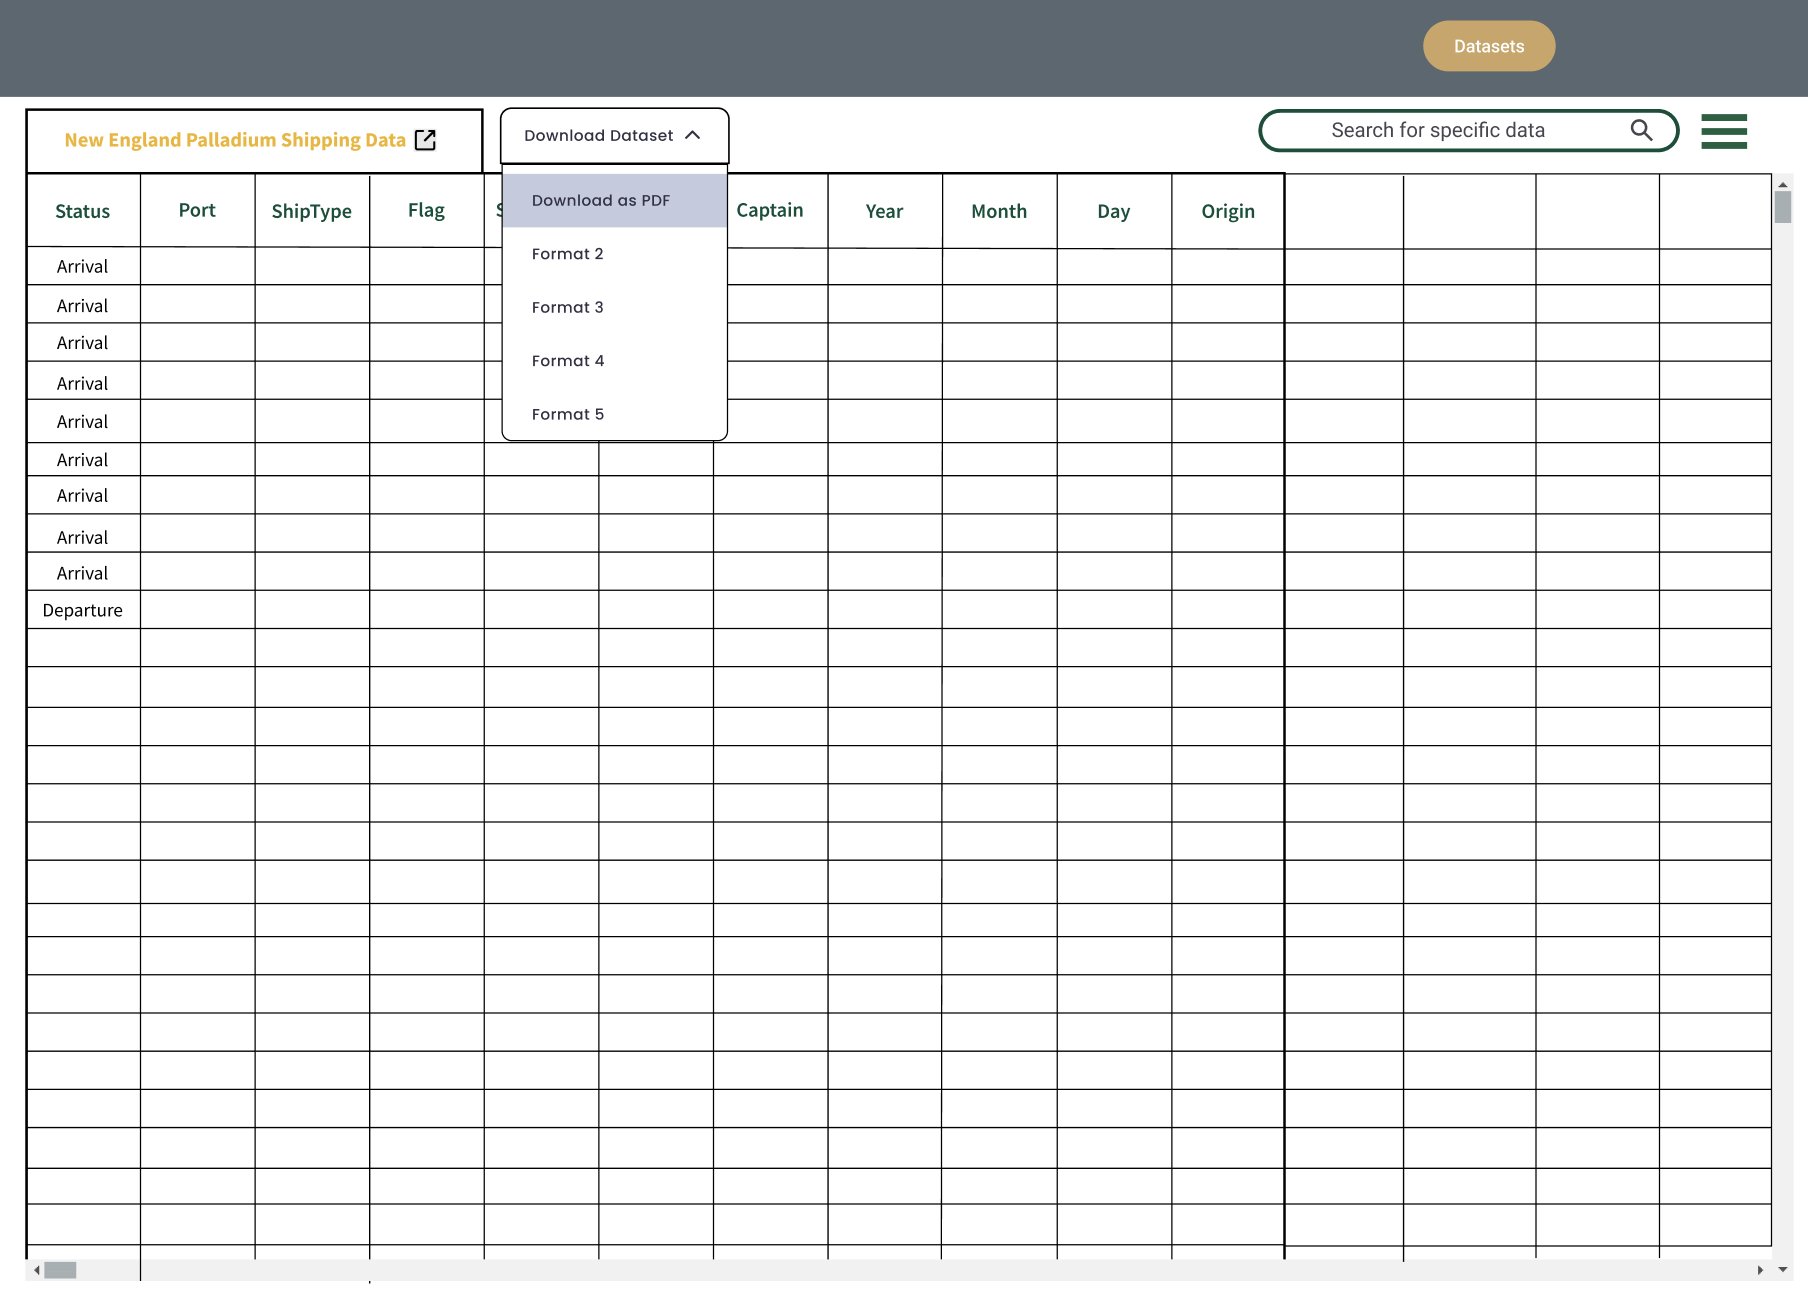 Datasets
New England Palladium Shipping Data
Download Dataset
Search for specific data
Status Port ShipType Flag Captain Year Month Day Origin
Download as PDF
Format 2
Format 3
Format 4
Format 5
Arrival
Arrival
Arrival
Arrival
Arrival
Arrival
Arrival
Arrival
Arrival
Departure